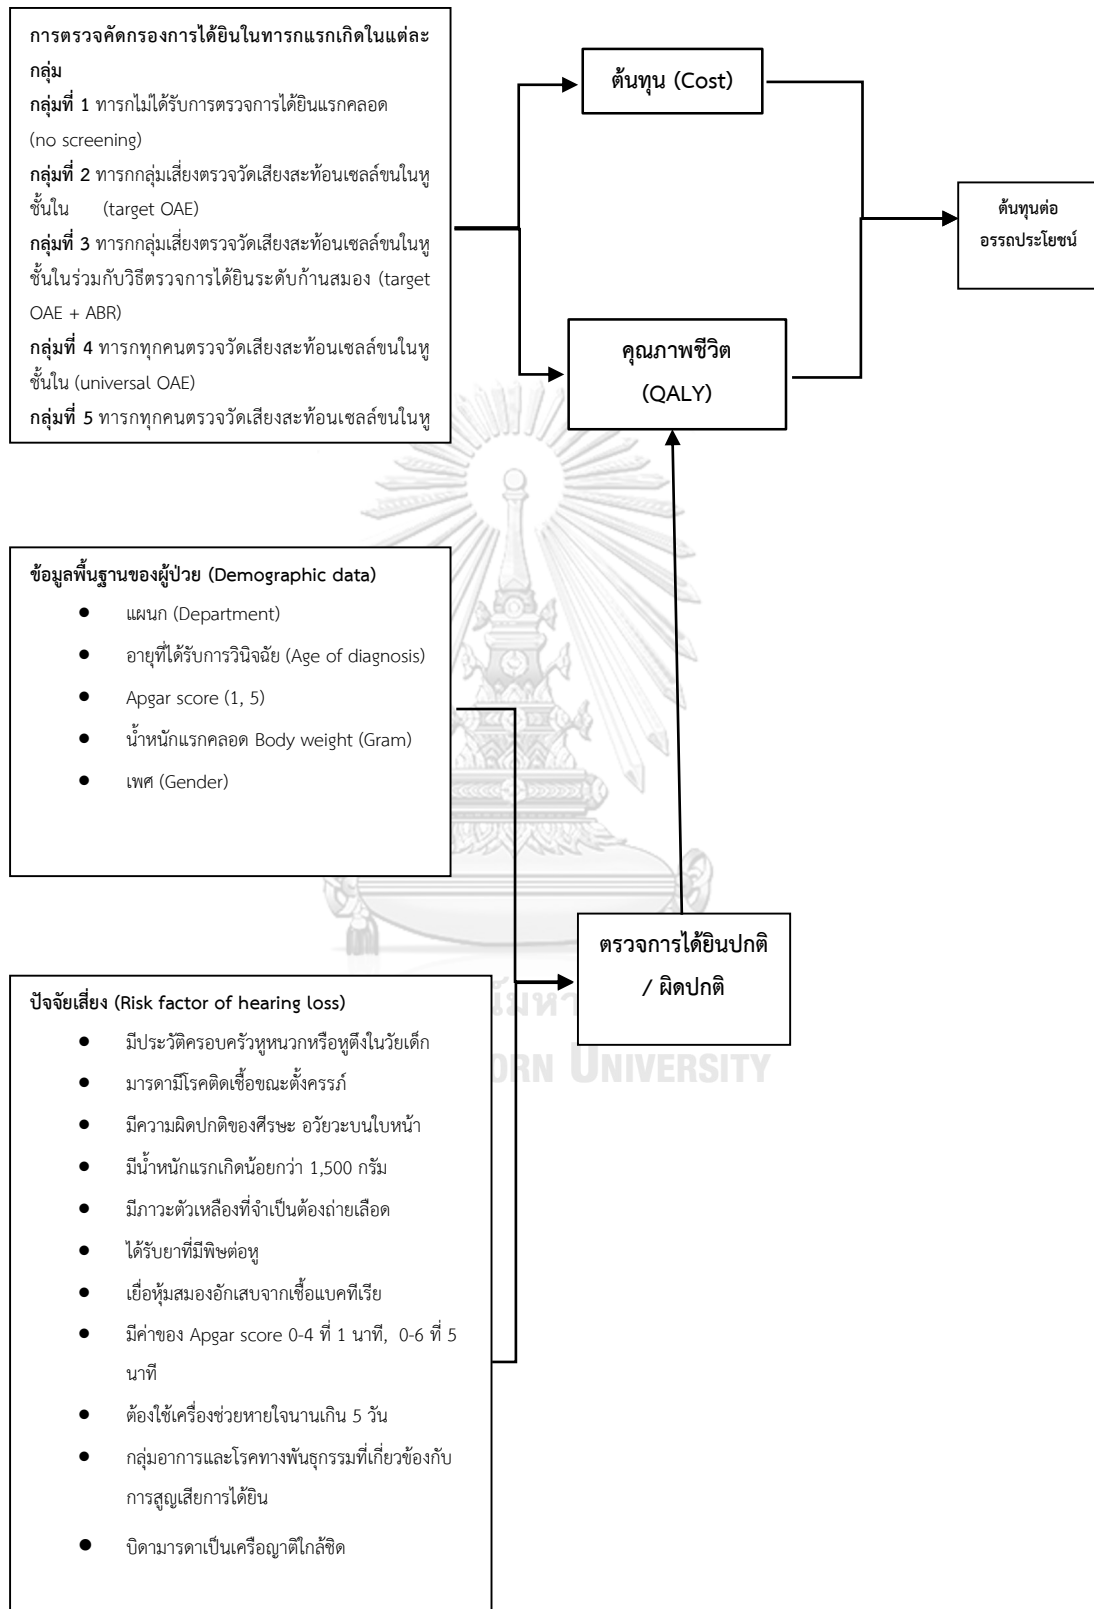 การตรวจคัดกรองการได้ยินในทารกแรกเกิดในแต่ละ
กลุ่ม
กลุ่มที่ 1 ทารกไม่ได้รับการตรวจการได้ยินแรกคลอด
(no screening)
กลุ่มที่ 2 ทารกกลุ่มเสี่ยงตรวจวัดเสียงสะท้อนเซลล์ขนในหู
ชั้นใน (target OAE)
กลุ่มที่ 3 ทารกกลุ่มเสี่ยงตรวจวัดเสียงสะท้อนเซลล์ขนในหู
ชั้นในร่วมกับวิธีตรวจการได้ยินระดับก้านสมอง (target
OAE + ABR)
กลุ่มที่ 4 ทารกทุกคนตรวจวัดเสียงสะท้อนเซลล์ขนในหู
ชั้นใน (universal OAE)
กลุ่มที่ 5 ทารกทุกคนตรวจวัดเสียงสะท้อนเซลล์ขนในหู
ต้นทุน (Cost)
คุณภาพชีวิต
(QALY)
ต้นทุนต่อ
อรรถประโยชน์
ข้อมูลพื้นฐานของผู้ป่วย (Demographic data)
● แผนก (Department)
● อายุที่ได้รับการวินิจฉัย (Age of diagnosis)
● Apgar score (1, 5)
● น้ำหนักแรกคลอด Body weight (Gram)
● เพศ (Gender)
ตรวจการได้ยินปกติ
/ ผิดปกติ
ปัจจัยเสี่ยง (Risk factor of hearing loss)
● มีประวัติครอบครัวหูหนวกหรือหูตึงในวัยเด็ก
● มารดามีโรคติดเชื้อขณะตั้งครรภ์
● มีความผิดปกติของศีรษะ อวัยวะบนใบหน้า
● มีน้ำหนักแรกเกิดน้อยกว่า 1,500 กรัม
● มีภาวะตัวเหลืองที่จำเป็นต้องถ่ายเลือด
● ได้รับยาที่มีพิษต่อหู
● เยื่อหุ้มสมองอักเสบจากเชื้อแบคทีเรีย
● มีค่าของ Apgar score 0-4 ที่ 1 นาที, 0-6 ที่ 5
นาที
● ต้องใช้เครื่องช่วยหายใจนานเกิน 5 วัน
● กลุ่มอาการและโรคทางพันธุกรรมที่เกี่ยวข้องกับ
การสูญเสียการได้ยิน
● บิดามารดาเป็นเครือญาติใกล้ชิด
UNIVERSITY